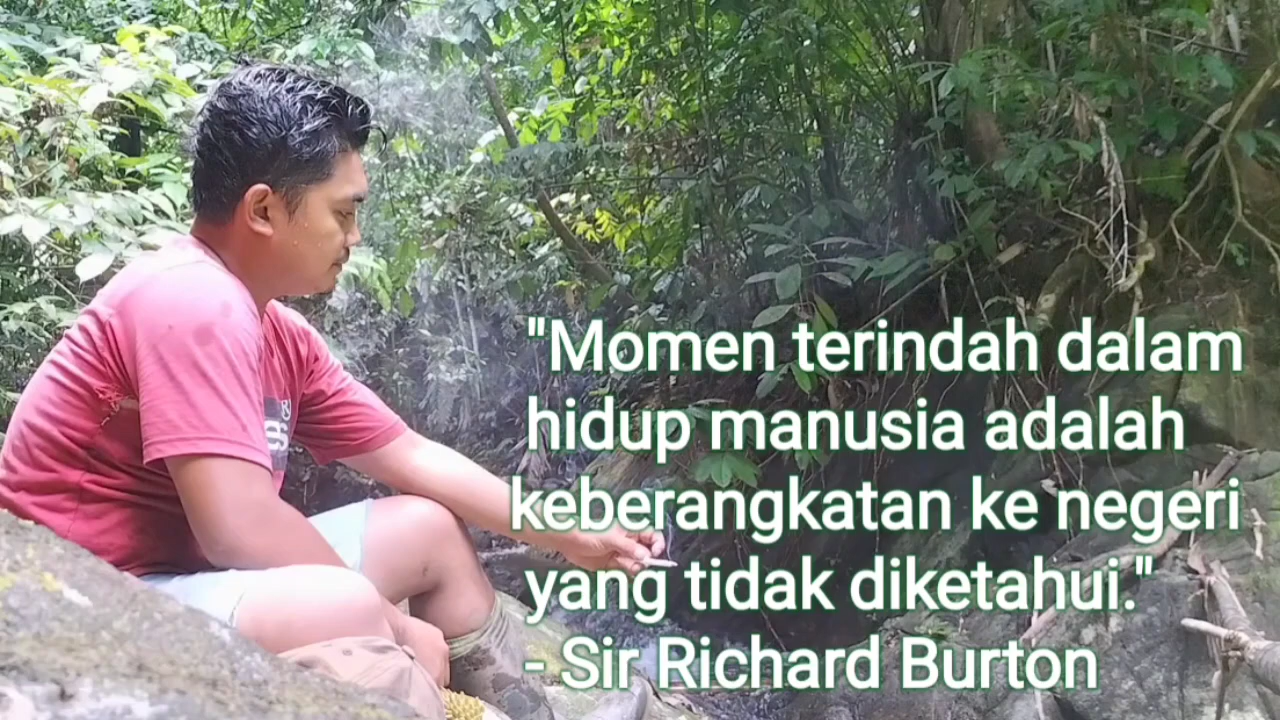 "Momen terindah dalam
hidup manusia adalah
keberangkatan ke negeri
yang tidak diketahui."
- Sir Richard Burton